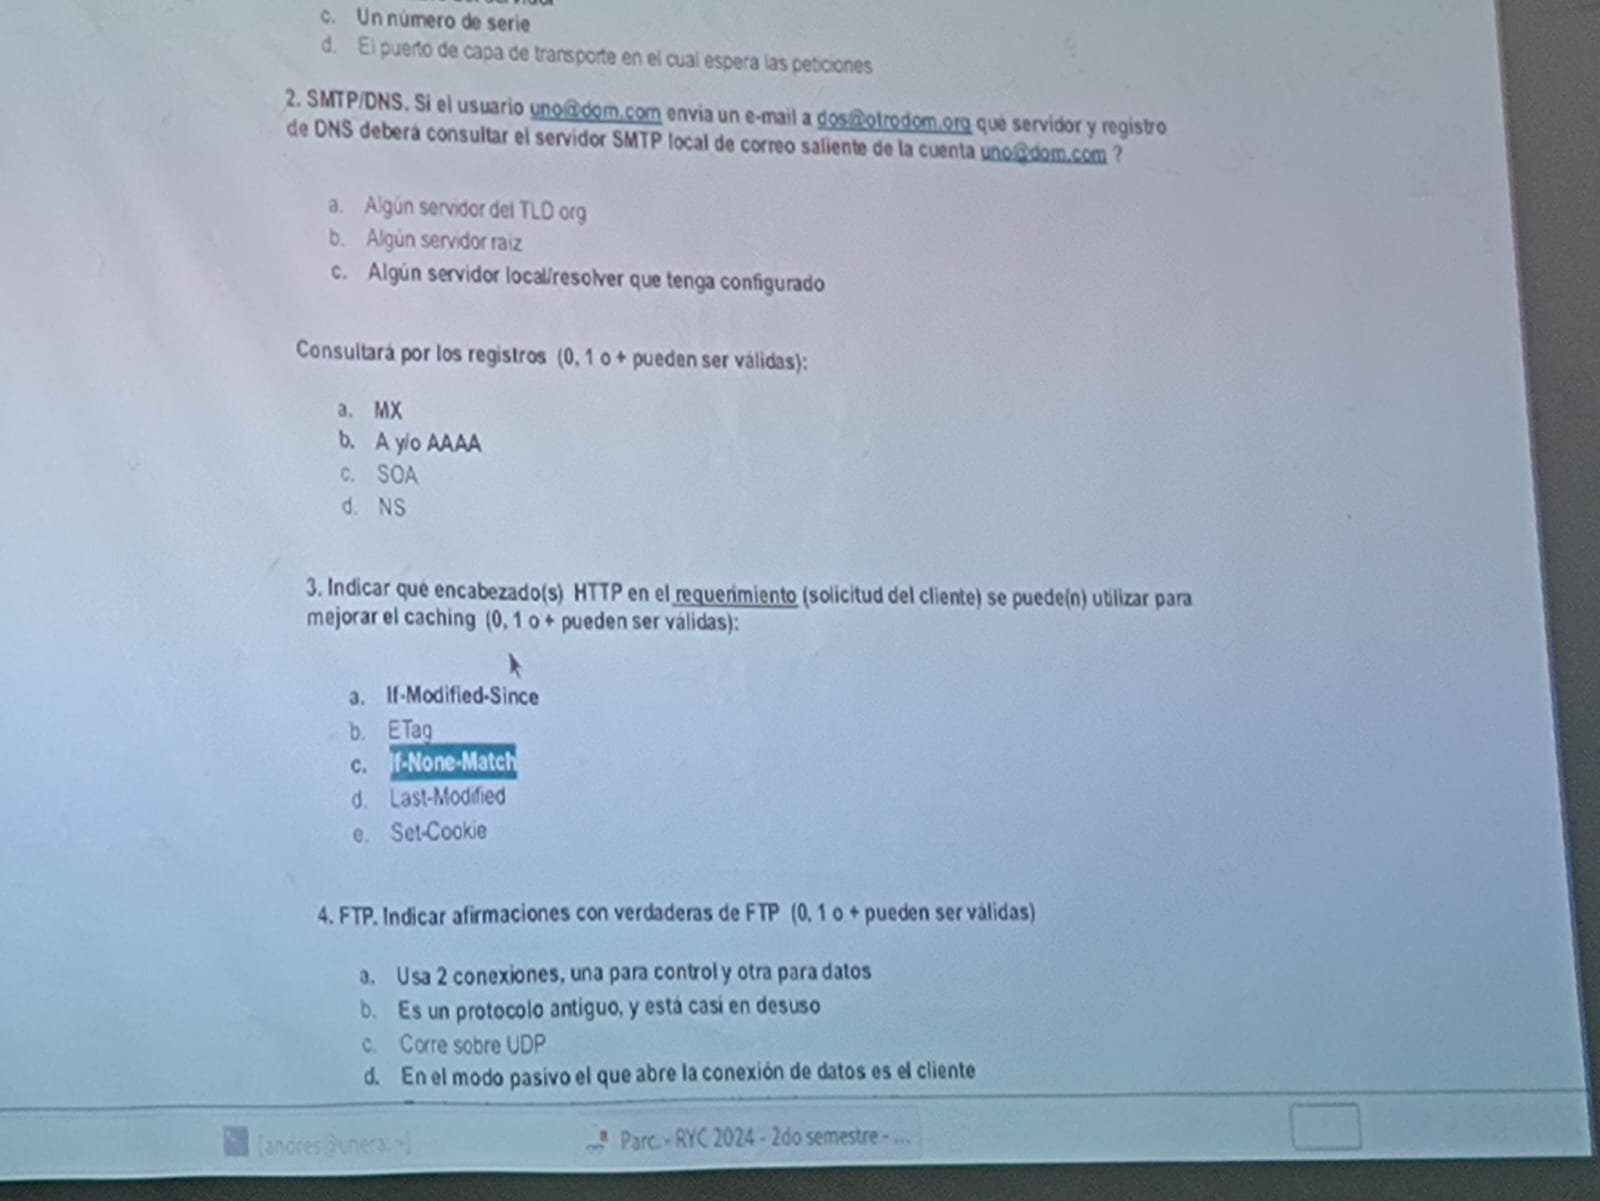 c. Un número de serie
d. El puerto de capa de transporte en el cual espera las peticiones
2. SMTP/DNS. Si el usuario uno@dom.com envía un e-mail a dos@otrodom.org qué servidor y registro
de DNS deberá consultar el servidor SMTP local de correo saliente de la cuenta uno@dom.com ?
a. Algún servidor del TLD org
b. Algún servidor raíz
c. Algún servidor local/resolver que tenga configurado
Consultará por los registros (0, 1 o + pueden ser válidas):
a. MX
b. A y/o AAAA
c. SOA
d. NS
3. Indicar qué encabezado(s) HTTP en el requerimiento (solicitud del cliente) se puede(n) utilizar para
mejorar el caching (0, 1 o + pueden ser válidas):
a. If-Modified-Since
b. ETag
c. If-None-Match
d. Last-Modified
e. Set-Cookie
4. FTP. Indicar afirmaciones con verdaderas de FTP (0, 1 o + pueden ser válidas)
a. Usa 2 conexiones, una para control y otra para datos
b. Es un protocolo antiguo, y está casi en desuso
c. Corre sobre UDP
d. En el modo pasivo el que abre la conexión de datos es el cliente
Parc. - RYC 2024 - 2do semestre - ...